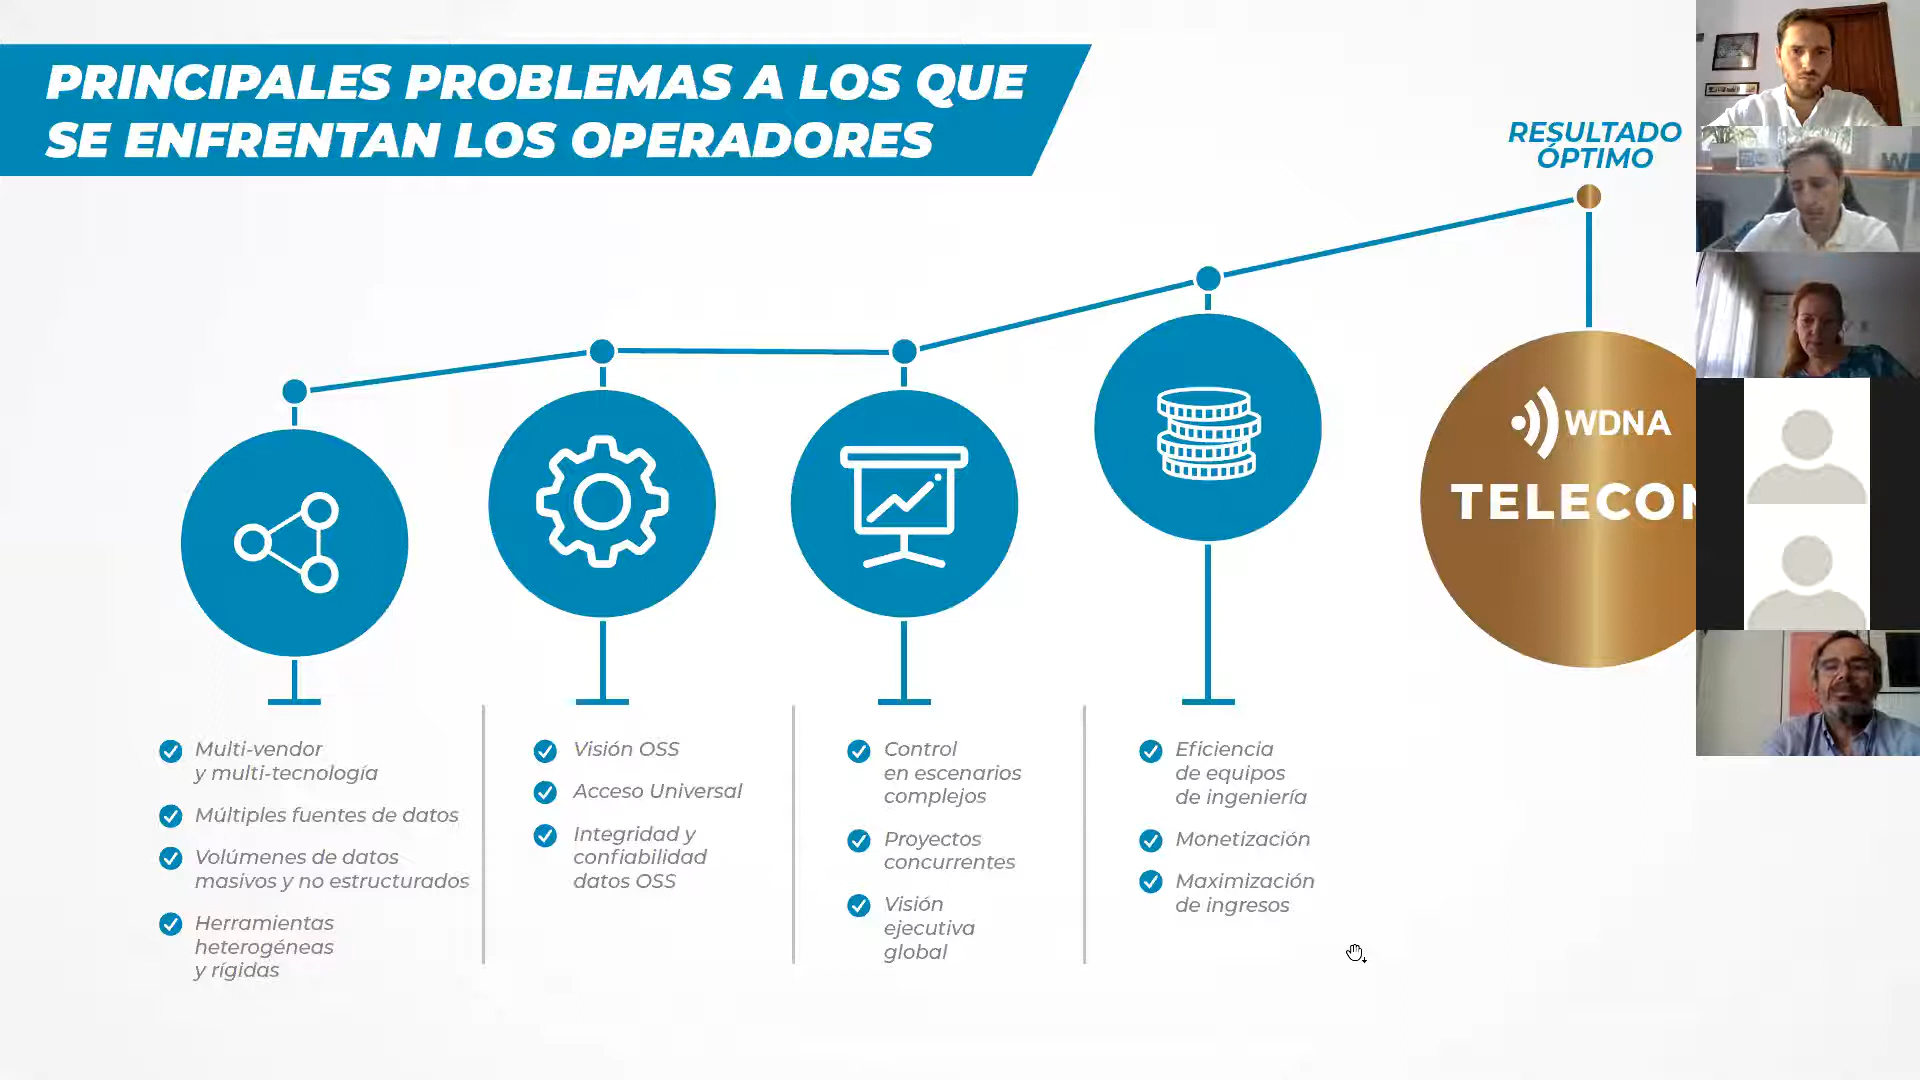 PRINCIPALES PROBLEMAS A LOS QUE
SE ENFRENTAN LOS OPERADORES
RESULTADO
ÓPTIMO
WDNA
TELECOM
Multi-vendor
y multi-tecnología
Múltiples fuentes de datos
Volúmenes de datos
masivos y no estructurados
Herramientas
heterogéneas
y rígidas
Visión OSS
Acceso Universal
Integridad y
confiabilidad
datos OSS
Control
en escenarios
complejos
Proyectos
concurrentes
Visión
ejecutiva
global
Eficiencia
de equipos
de ingeniería
Monetización
Maximización
de ingresos